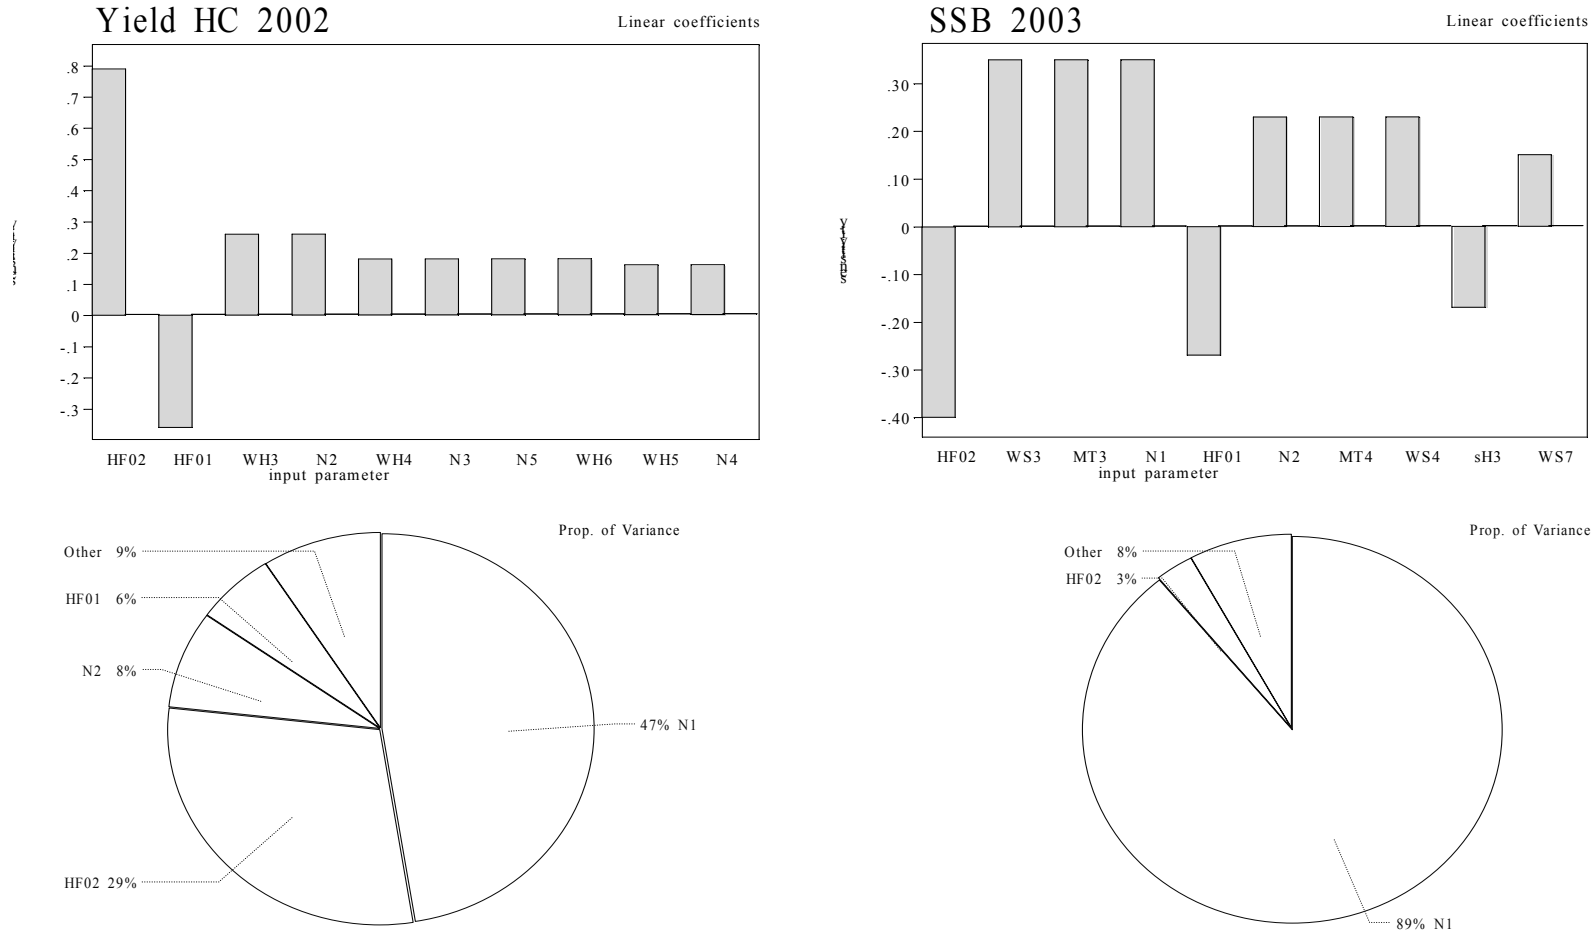 Yield HC 2002
Linear coefficients
.8
.7
.6
.5
.4
.3
.2
.1
0
-.1
-.2
-.3
HF02 HF01 WH3 N2 WH4 N3 N5 WH6 WH5 N4
input parameter
SSB 2003
Linear coefficients
.30
.20
.10
0
-.10
-.20
-.30
-.40
HF02 WS3 MT3 N1 HF01 N2 MT4 WS4 sH3 WS7
input parameter
Prop. of Variance
Other 9%
HF01 6%
N2 8%
HF02 29%
47% N1
Prop. of Variance
Other 8%
HF02 3%
89% N1